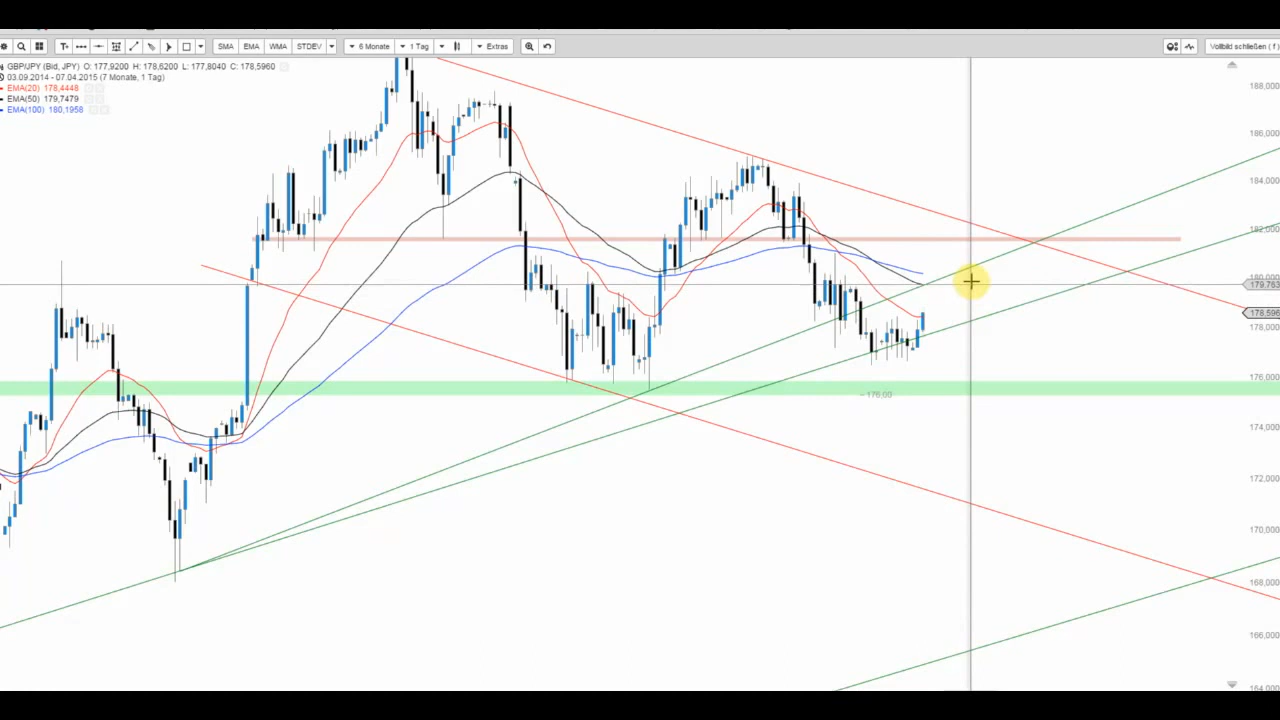 T SMA EMA WMA STDEV 6 Monate 1 Tag Extras Vollbild schließen ( f )
GBP/JPY (Bid, JPY) O: 177,9200 H: 178,6200 L: 177,8040 C: 178,5960
03.09.2014 - 07.04.2015 (7 Monate, 1 Tag)
EMA(20) 178,4448
EMA(50) 179,7479
EMA(100) 180,1958
188,000
186,000
184,000
182,000
180,000
179,783
178,596
178,000
176,000
176,00
174,000
172,000
170,000
168,000
166,000
164,000